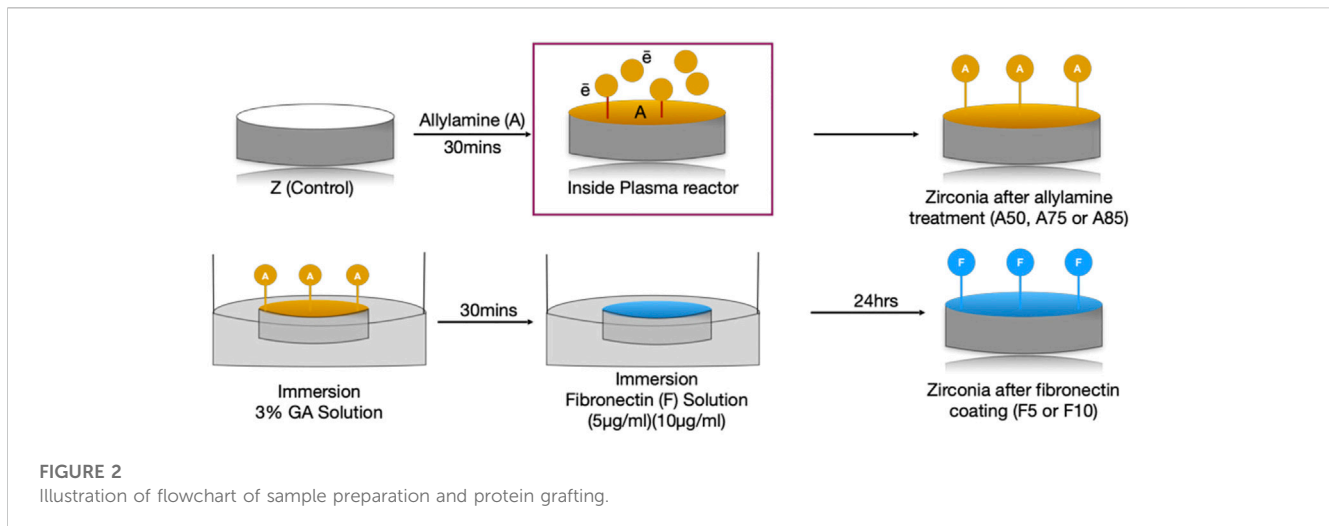 ē
ē
A
Allylamine (A)
30mins
Z (Control)
Inside Plasma reactor
A A A
Zirconia after allylamine
treatment (A50, A75 or A85)
A A A
30mins
24hrs
F F F
Immersion
3% GA Solution
Immersion
Fibronectin (F) Solution
(5µg/ml)(10µg/ml)
Zirconia after fibronectin
coating (F5 or F10)
FIGURE 2
Illustration of flowchart of sample preparation and protein grafting.